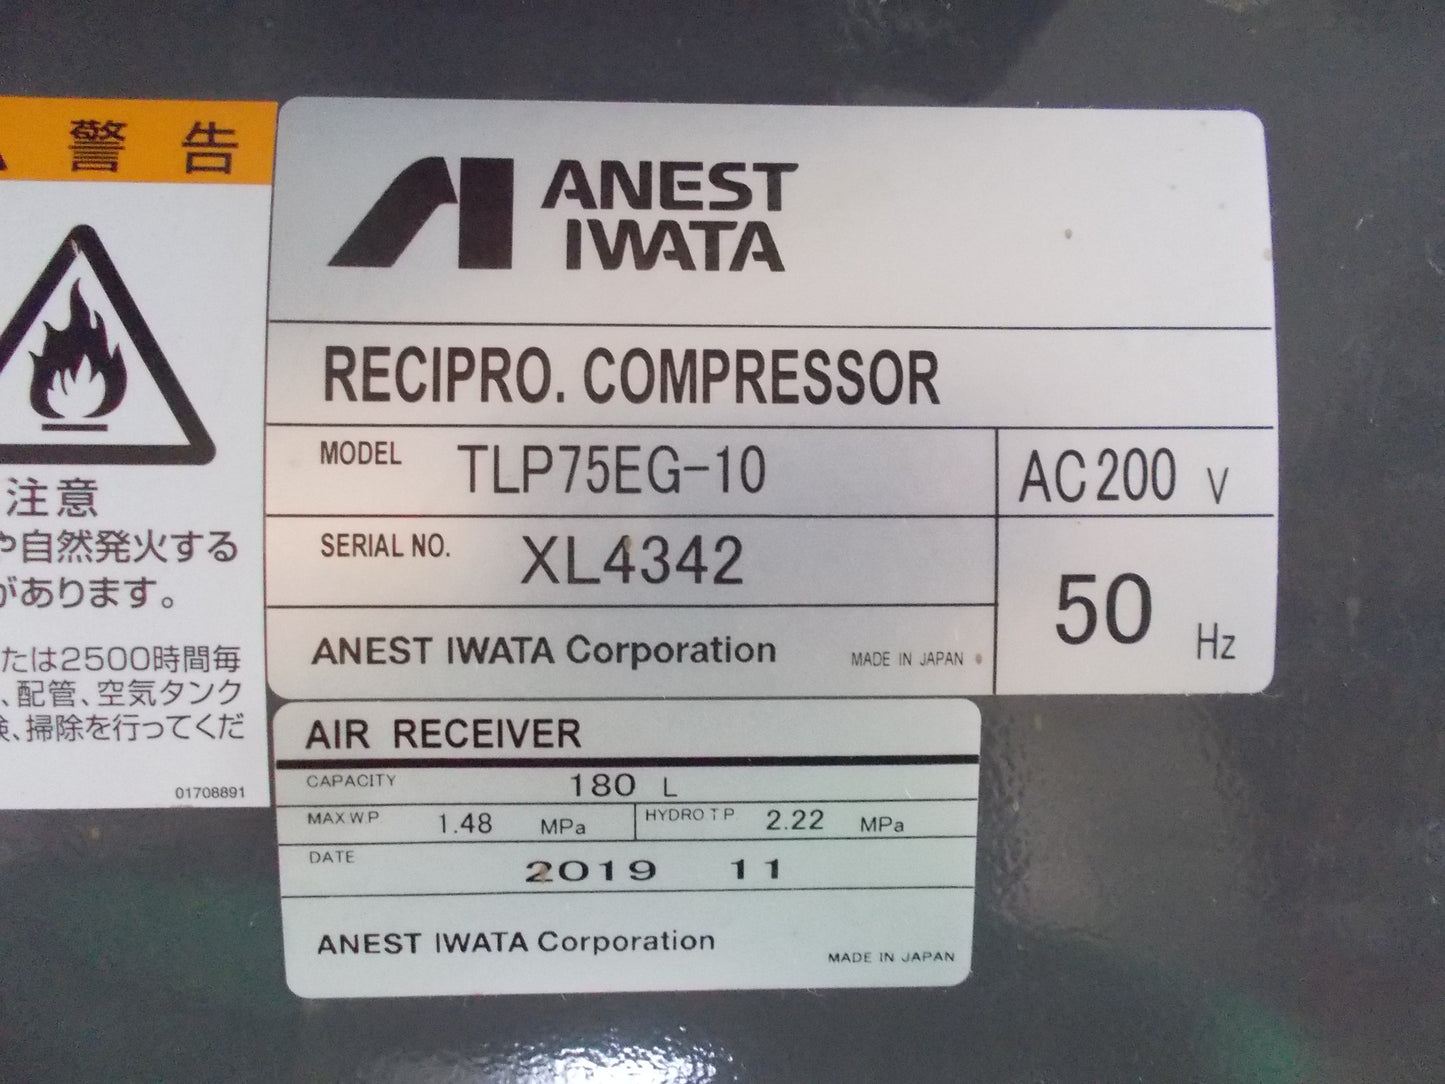 警告
注意
や自然発火する
があります。
たは2500時間毎
、配管、空気タンク
検、掃除を行ってくだ
01708891
ANEST
IWATA
RECIPRO. COMPRESSOR
MODEL TLP75EG-10 AC 200 V
SERIAL NO. XL4342
50 Hz
ANEST IWATA Corporation MADE IN JAPAN
AIR RECEIVER
CAPACITY 180 L
MAX W.P 1.48 MPa HYDRO T P. 2.22 MPa
DATE 2019 11
ANEST IWATA Corporation
MADE IN JAPAN